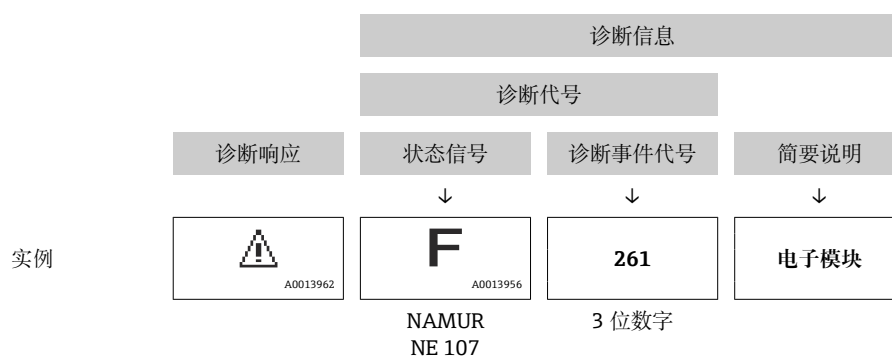 诊断信息
诊断代号
诊断响应 状态信号 诊断事件代号 简要说明
↓ ↓ ↓
实例 F 261 电子模块
A0013962 A0013956
NAMUR 3 位数字
NE 107